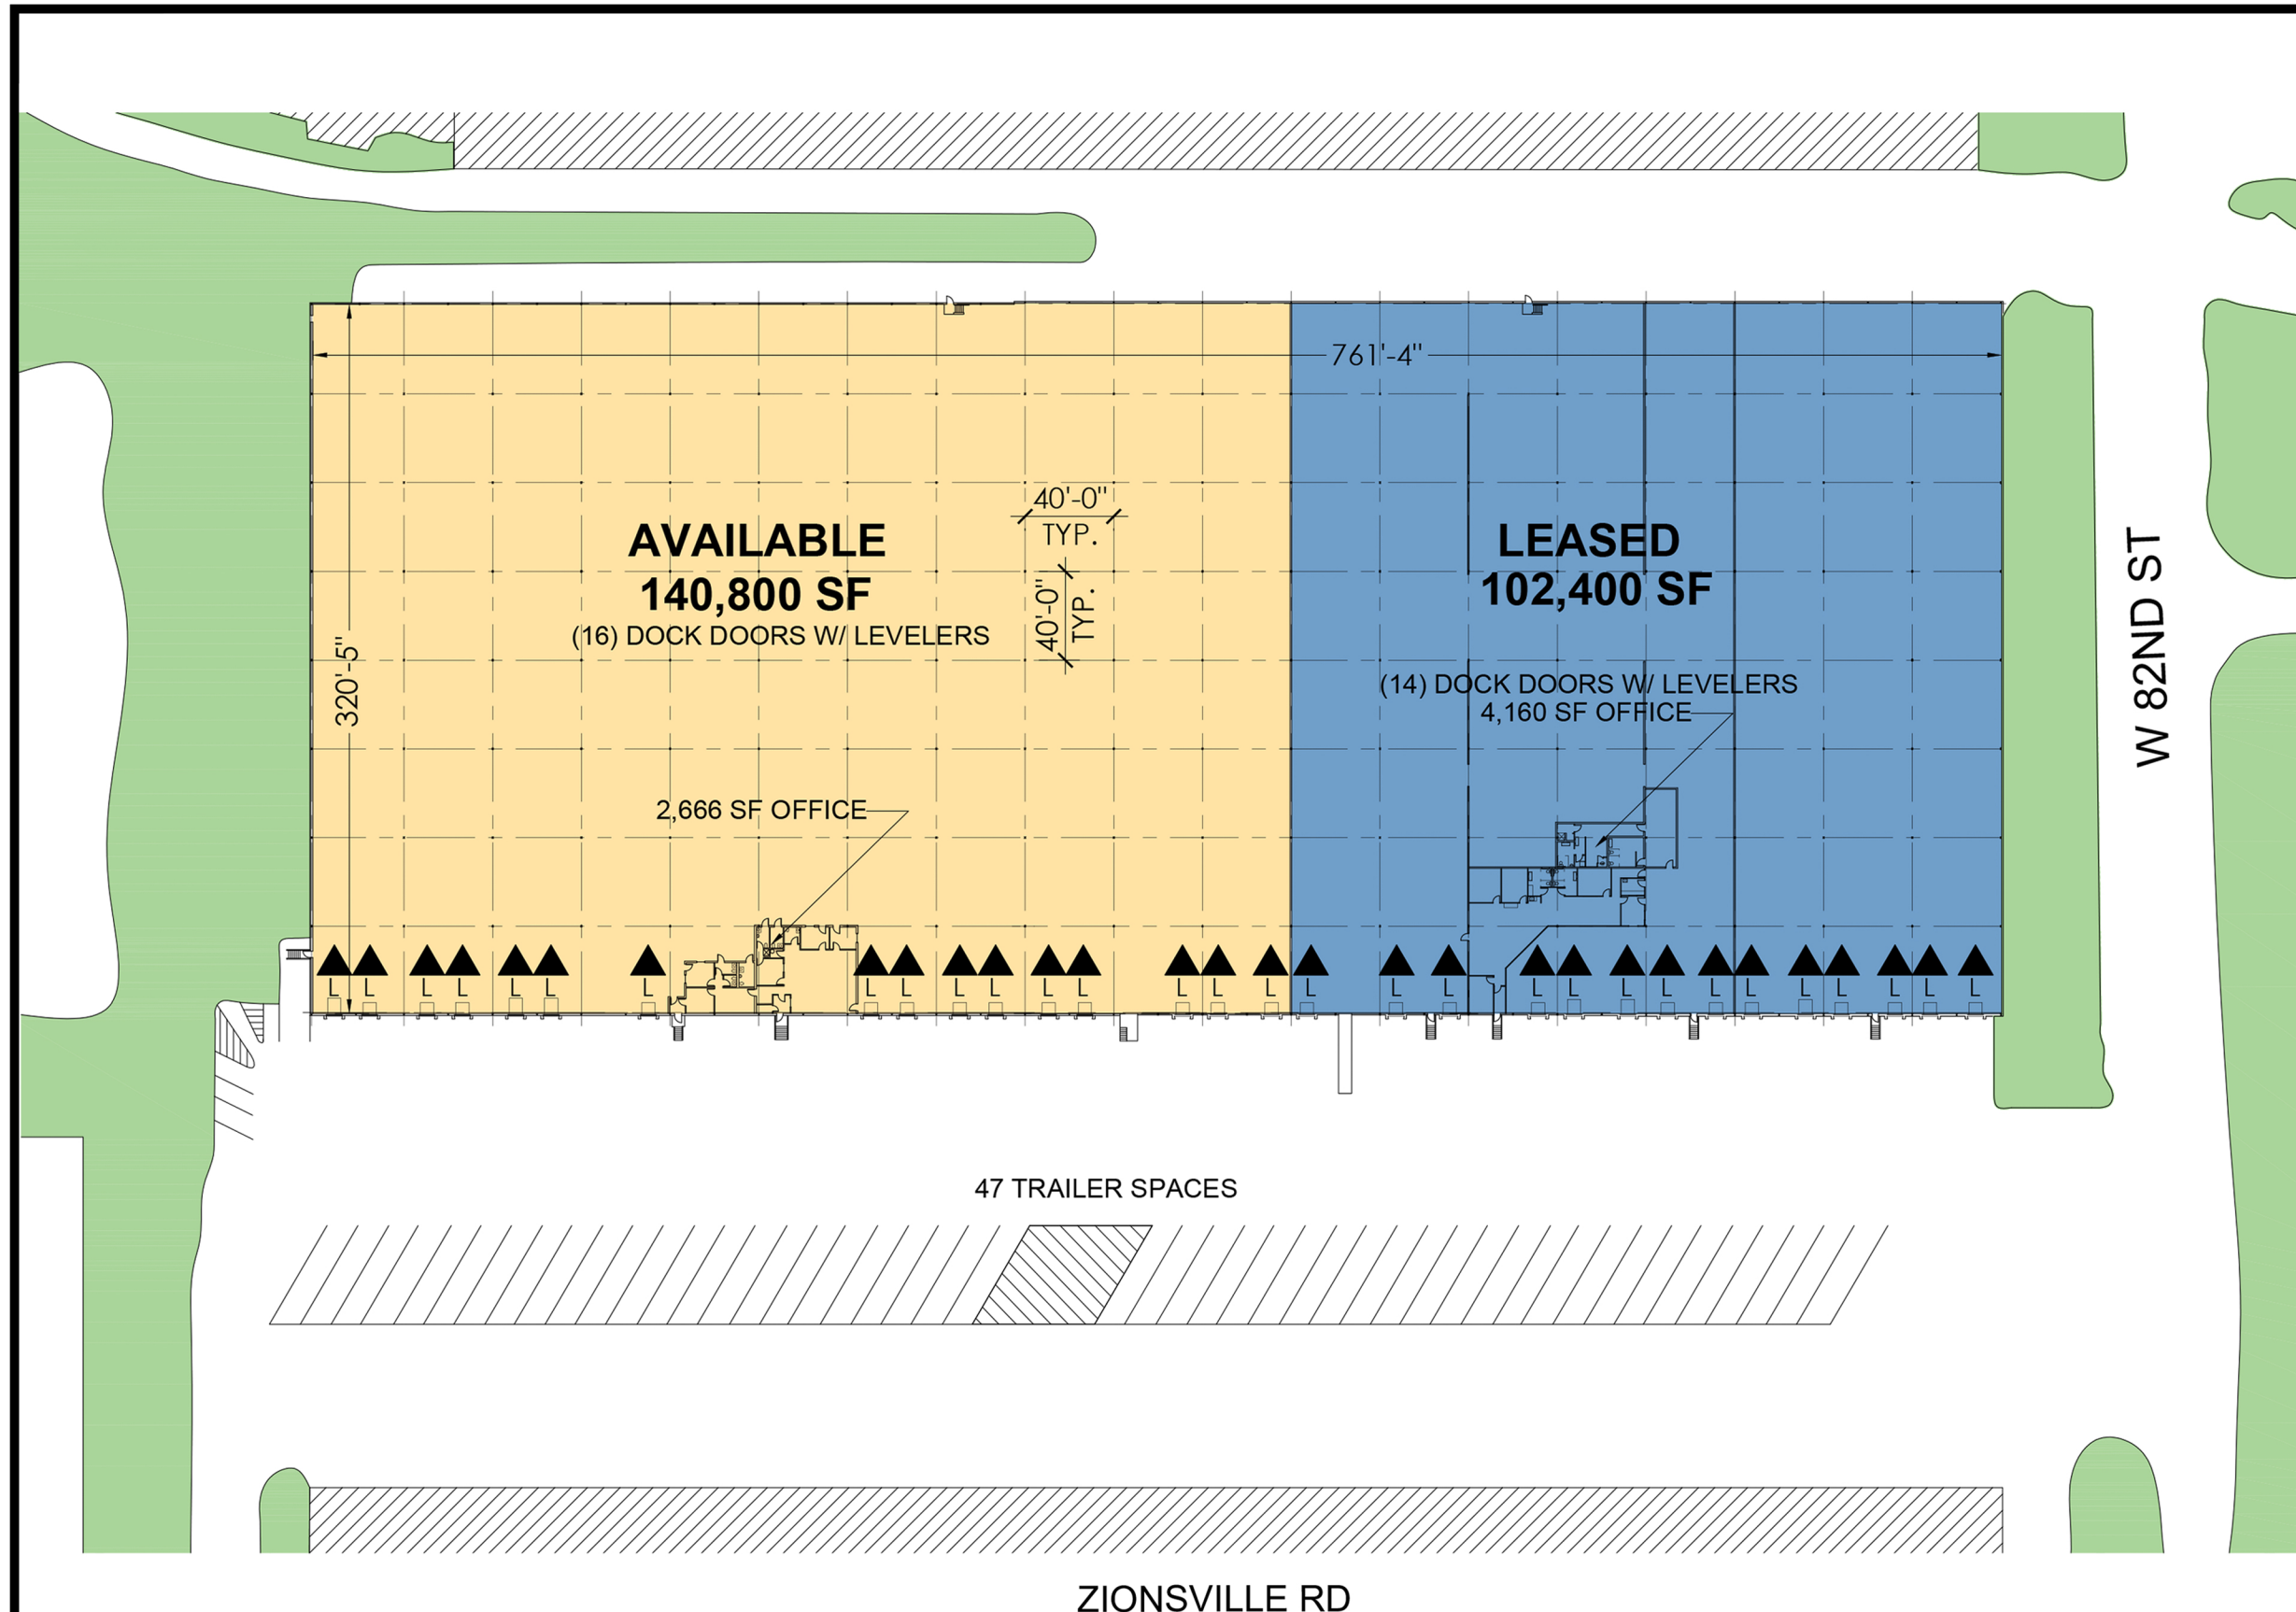 761'-4"
40'-0"
TYP.
AVAILABLE
140,800 SF
(16) DOCK DOORS W/ LEVELERS
40'-0"
TYP.
320'-5"
LEASED
102,400 SF
(14) DOCK DOORS W/ LEVELERS
4,160 SF OFFICE
W 82ND ST
2,666 SF OFFICE
L L L L L L L L L L L L L L L L L L L L L L L L L L L L L L
47 TRAILER SPACES
ZIONSVILLE RD